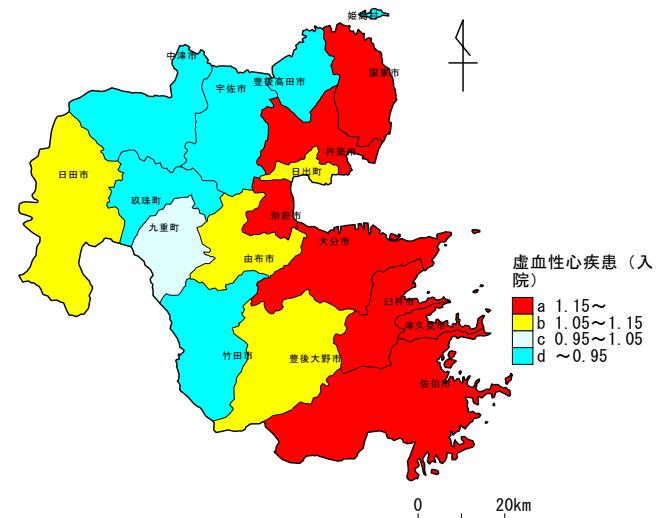 姫島村
中津市
国東市
豊後高田市
宇佐市
杵築市
日田市
日出町
玖珠町
別府市
九重町
大分市
由布市
虚血性心疾患（入
院）
a 1.15～
臼杵市
b 1.05～1.15
津久見市
c 0.95～1.05
竹田市
豊後大野市
d ～0.95
佐伯市
0 20km